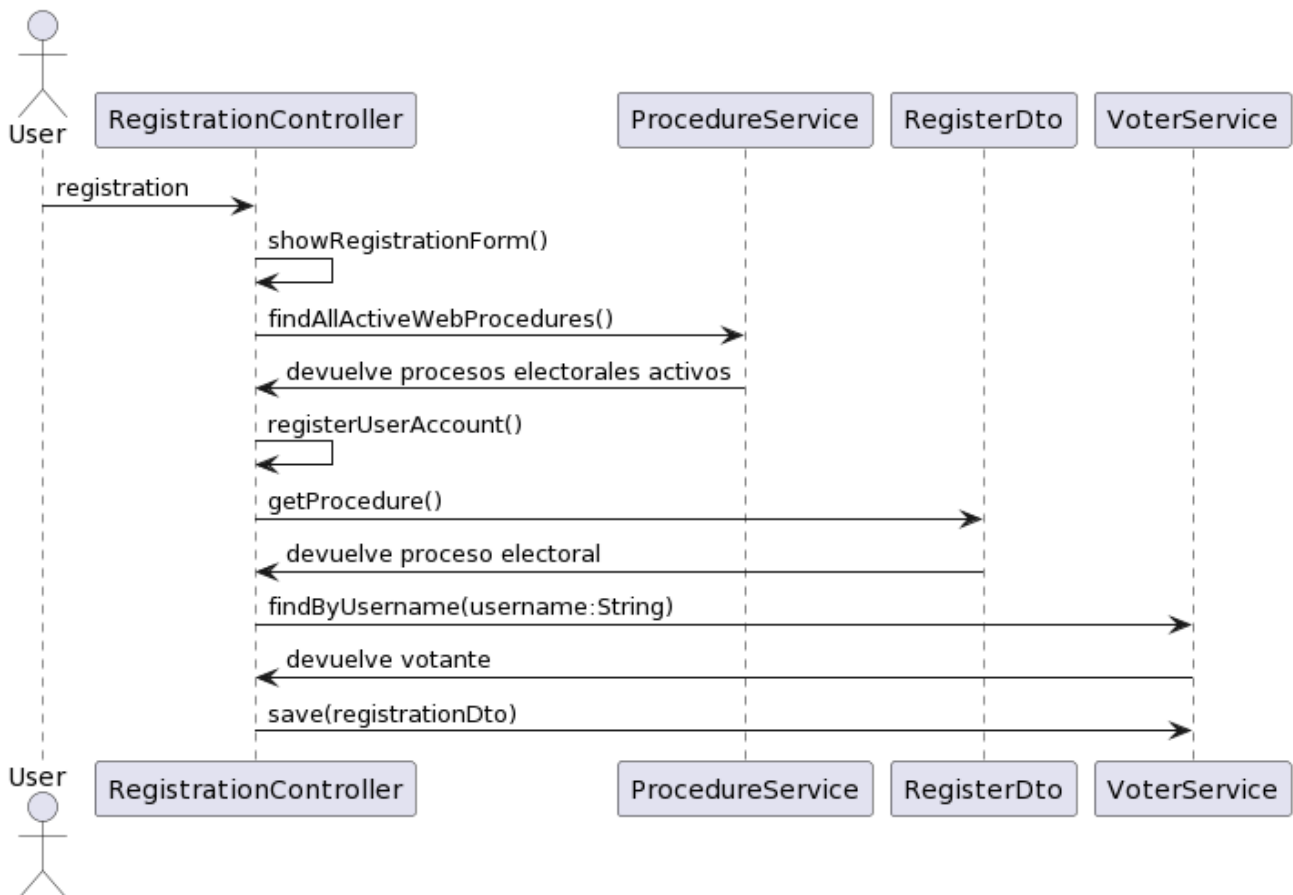 User
RegistrationController
ProcedureService
RegisterDto
VoterService
registration
showRegistrationForm()
findAllActiveWebProcedures()
devuelve procesos electorales activos
registerUserAccount()
getProcedure()
devuelve proceso electoral
findByUsername(username:String)
devuelve votante
save(registrationDto)
User
RegistrationController
ProcedureService
RegisterDto
VoterService